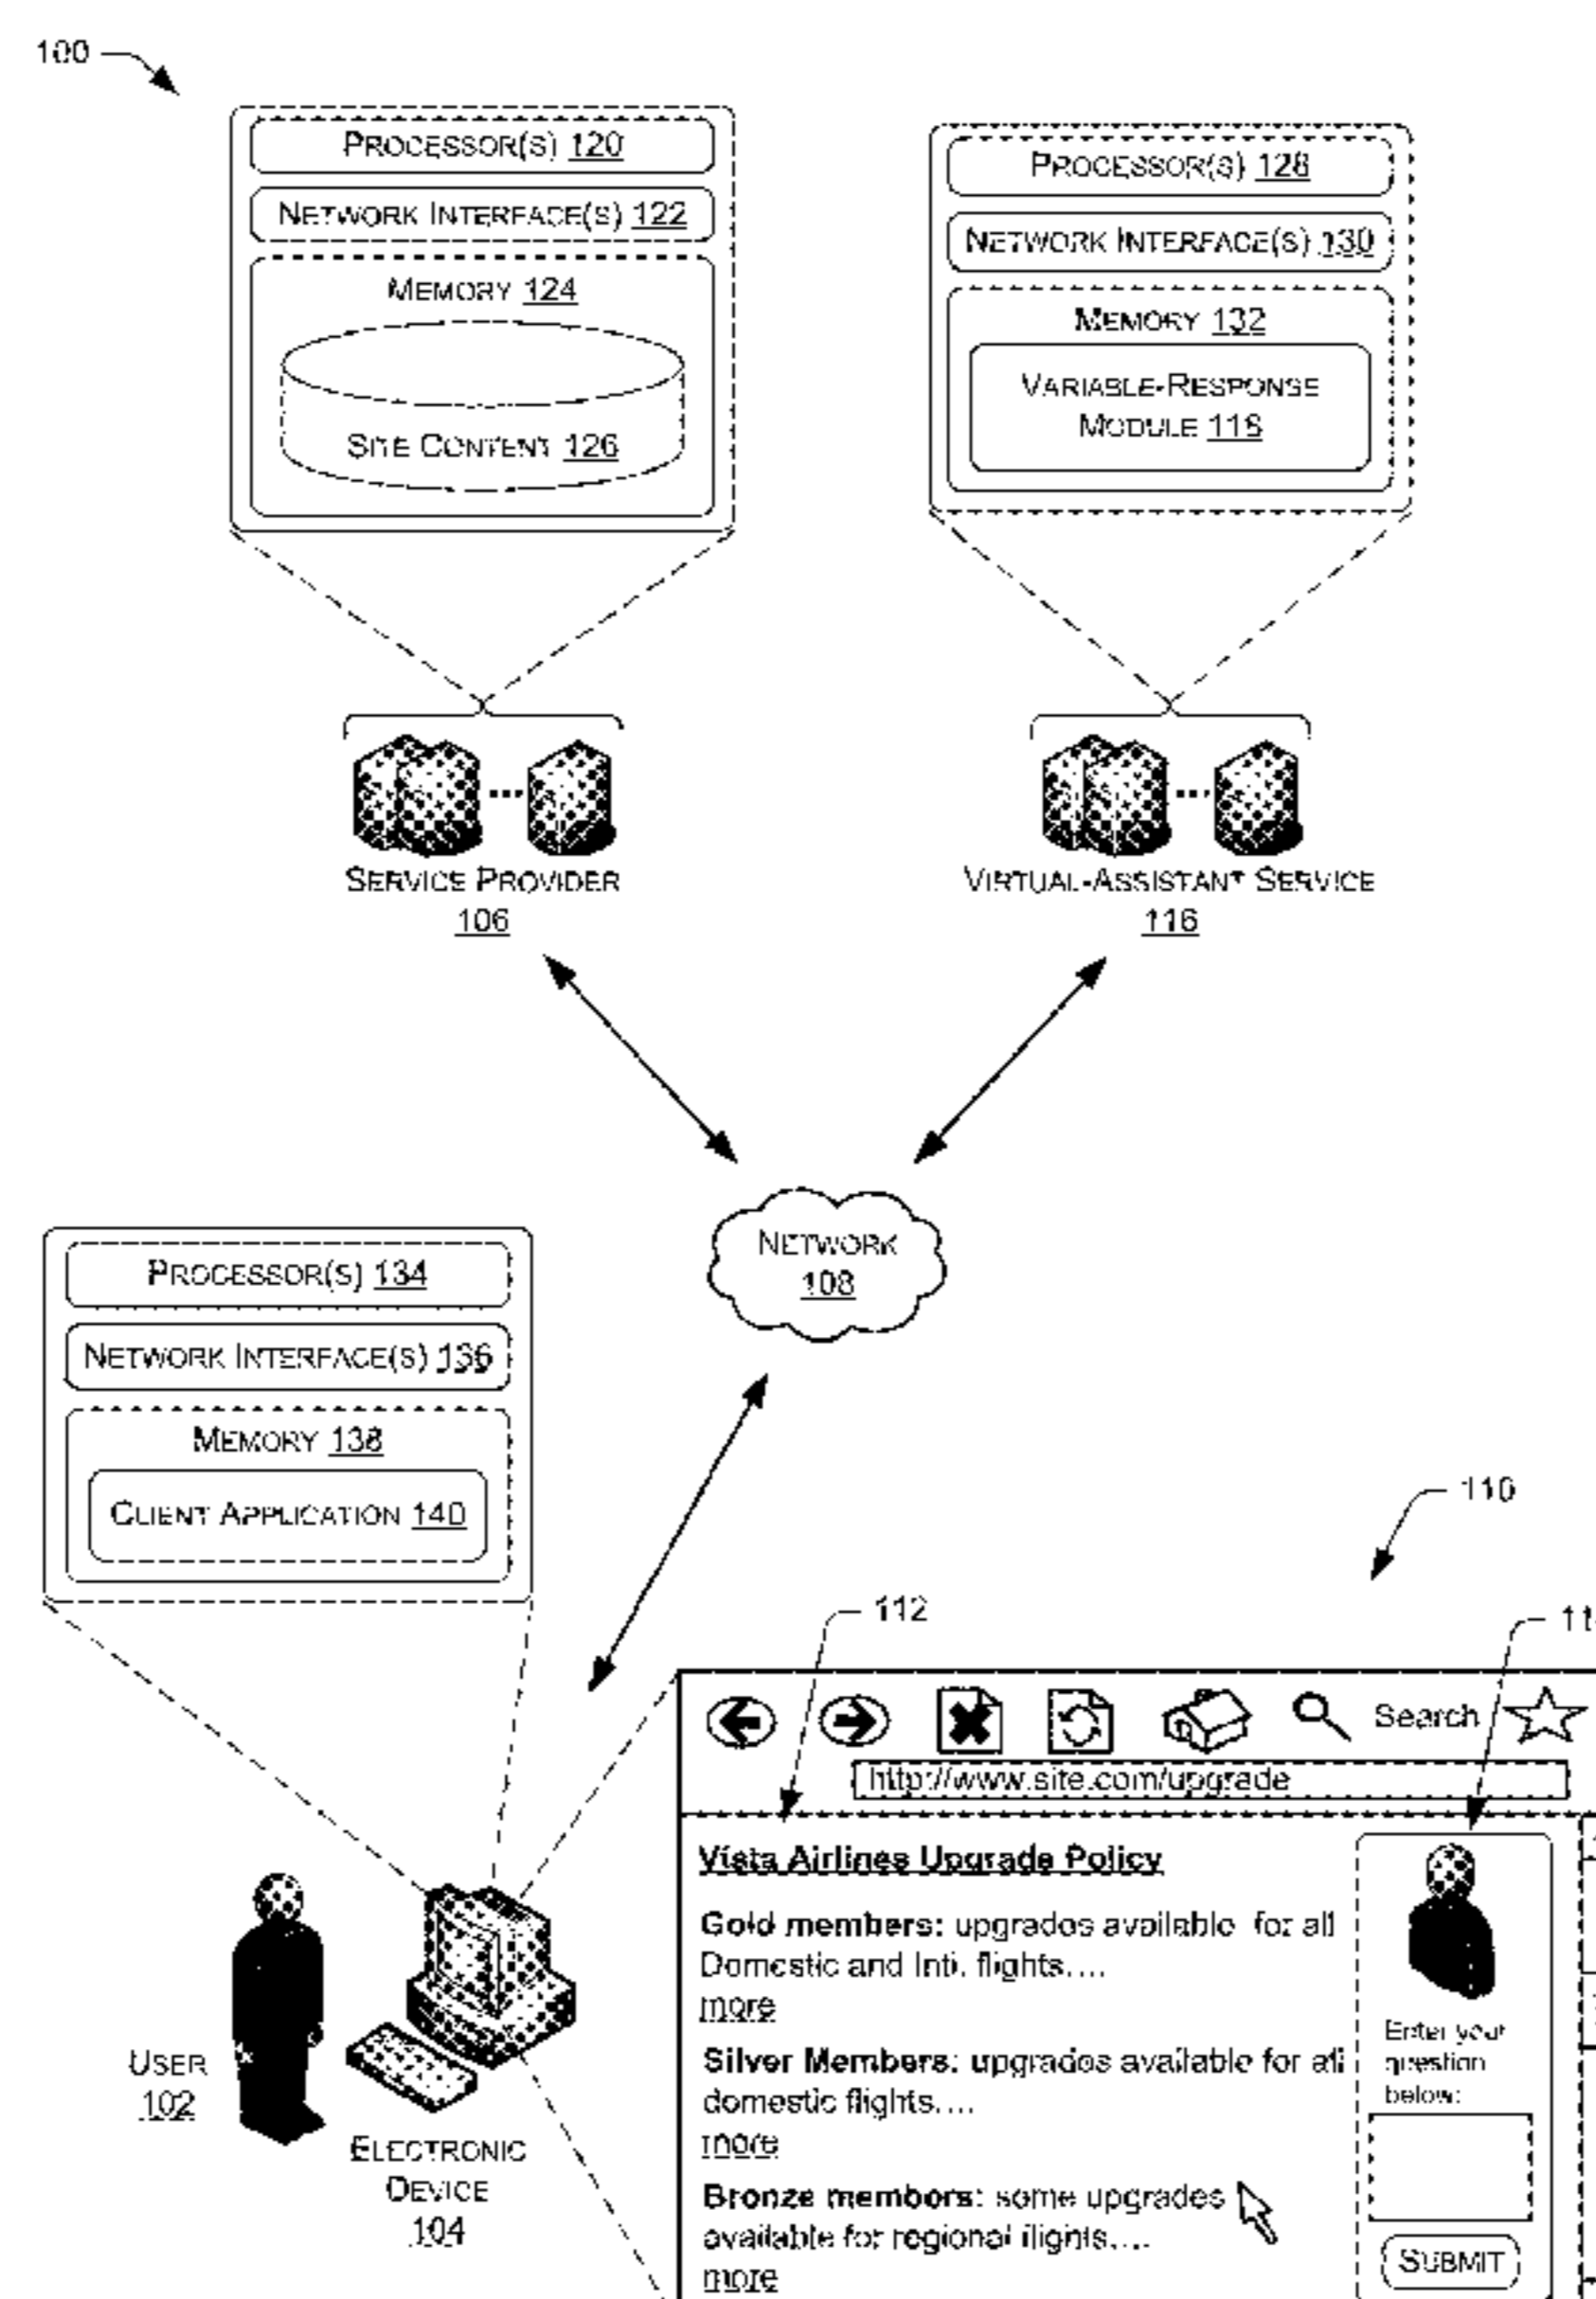 100
PROCESSOR(S) 120
NETWORK INTERFACE(S) 122
MEMORY 124
SITE CONTENT 126
PROCESSOR(S) 128
NETWORK INTERFACE(S) 130
MEMORY 132
VARIABLE-RESPONSE
MODULE 118
SERVICE PROVIDER
106
VIRTUAL-ASSISTANT SERVICE
116
NETWORK
108
PROCESSOR(S) 134
NETWORK INTERFACE(S) 136
MEMORY 138
CLIENT APPLICATION 140
110
112
Search
http://www.site.com/upgrade
Vista Airlines Upgrade Policy
Gold members: upgrades available for all
Domestic and Intl. flights....
more
Silver Members: upgrades available for all
domestic flights....
more
Bronze members: some upgrades
available for regional flights....
more
Enter your
question
below:
SUBMIT
USER
102
ELECTRONIC
DEVICE
104